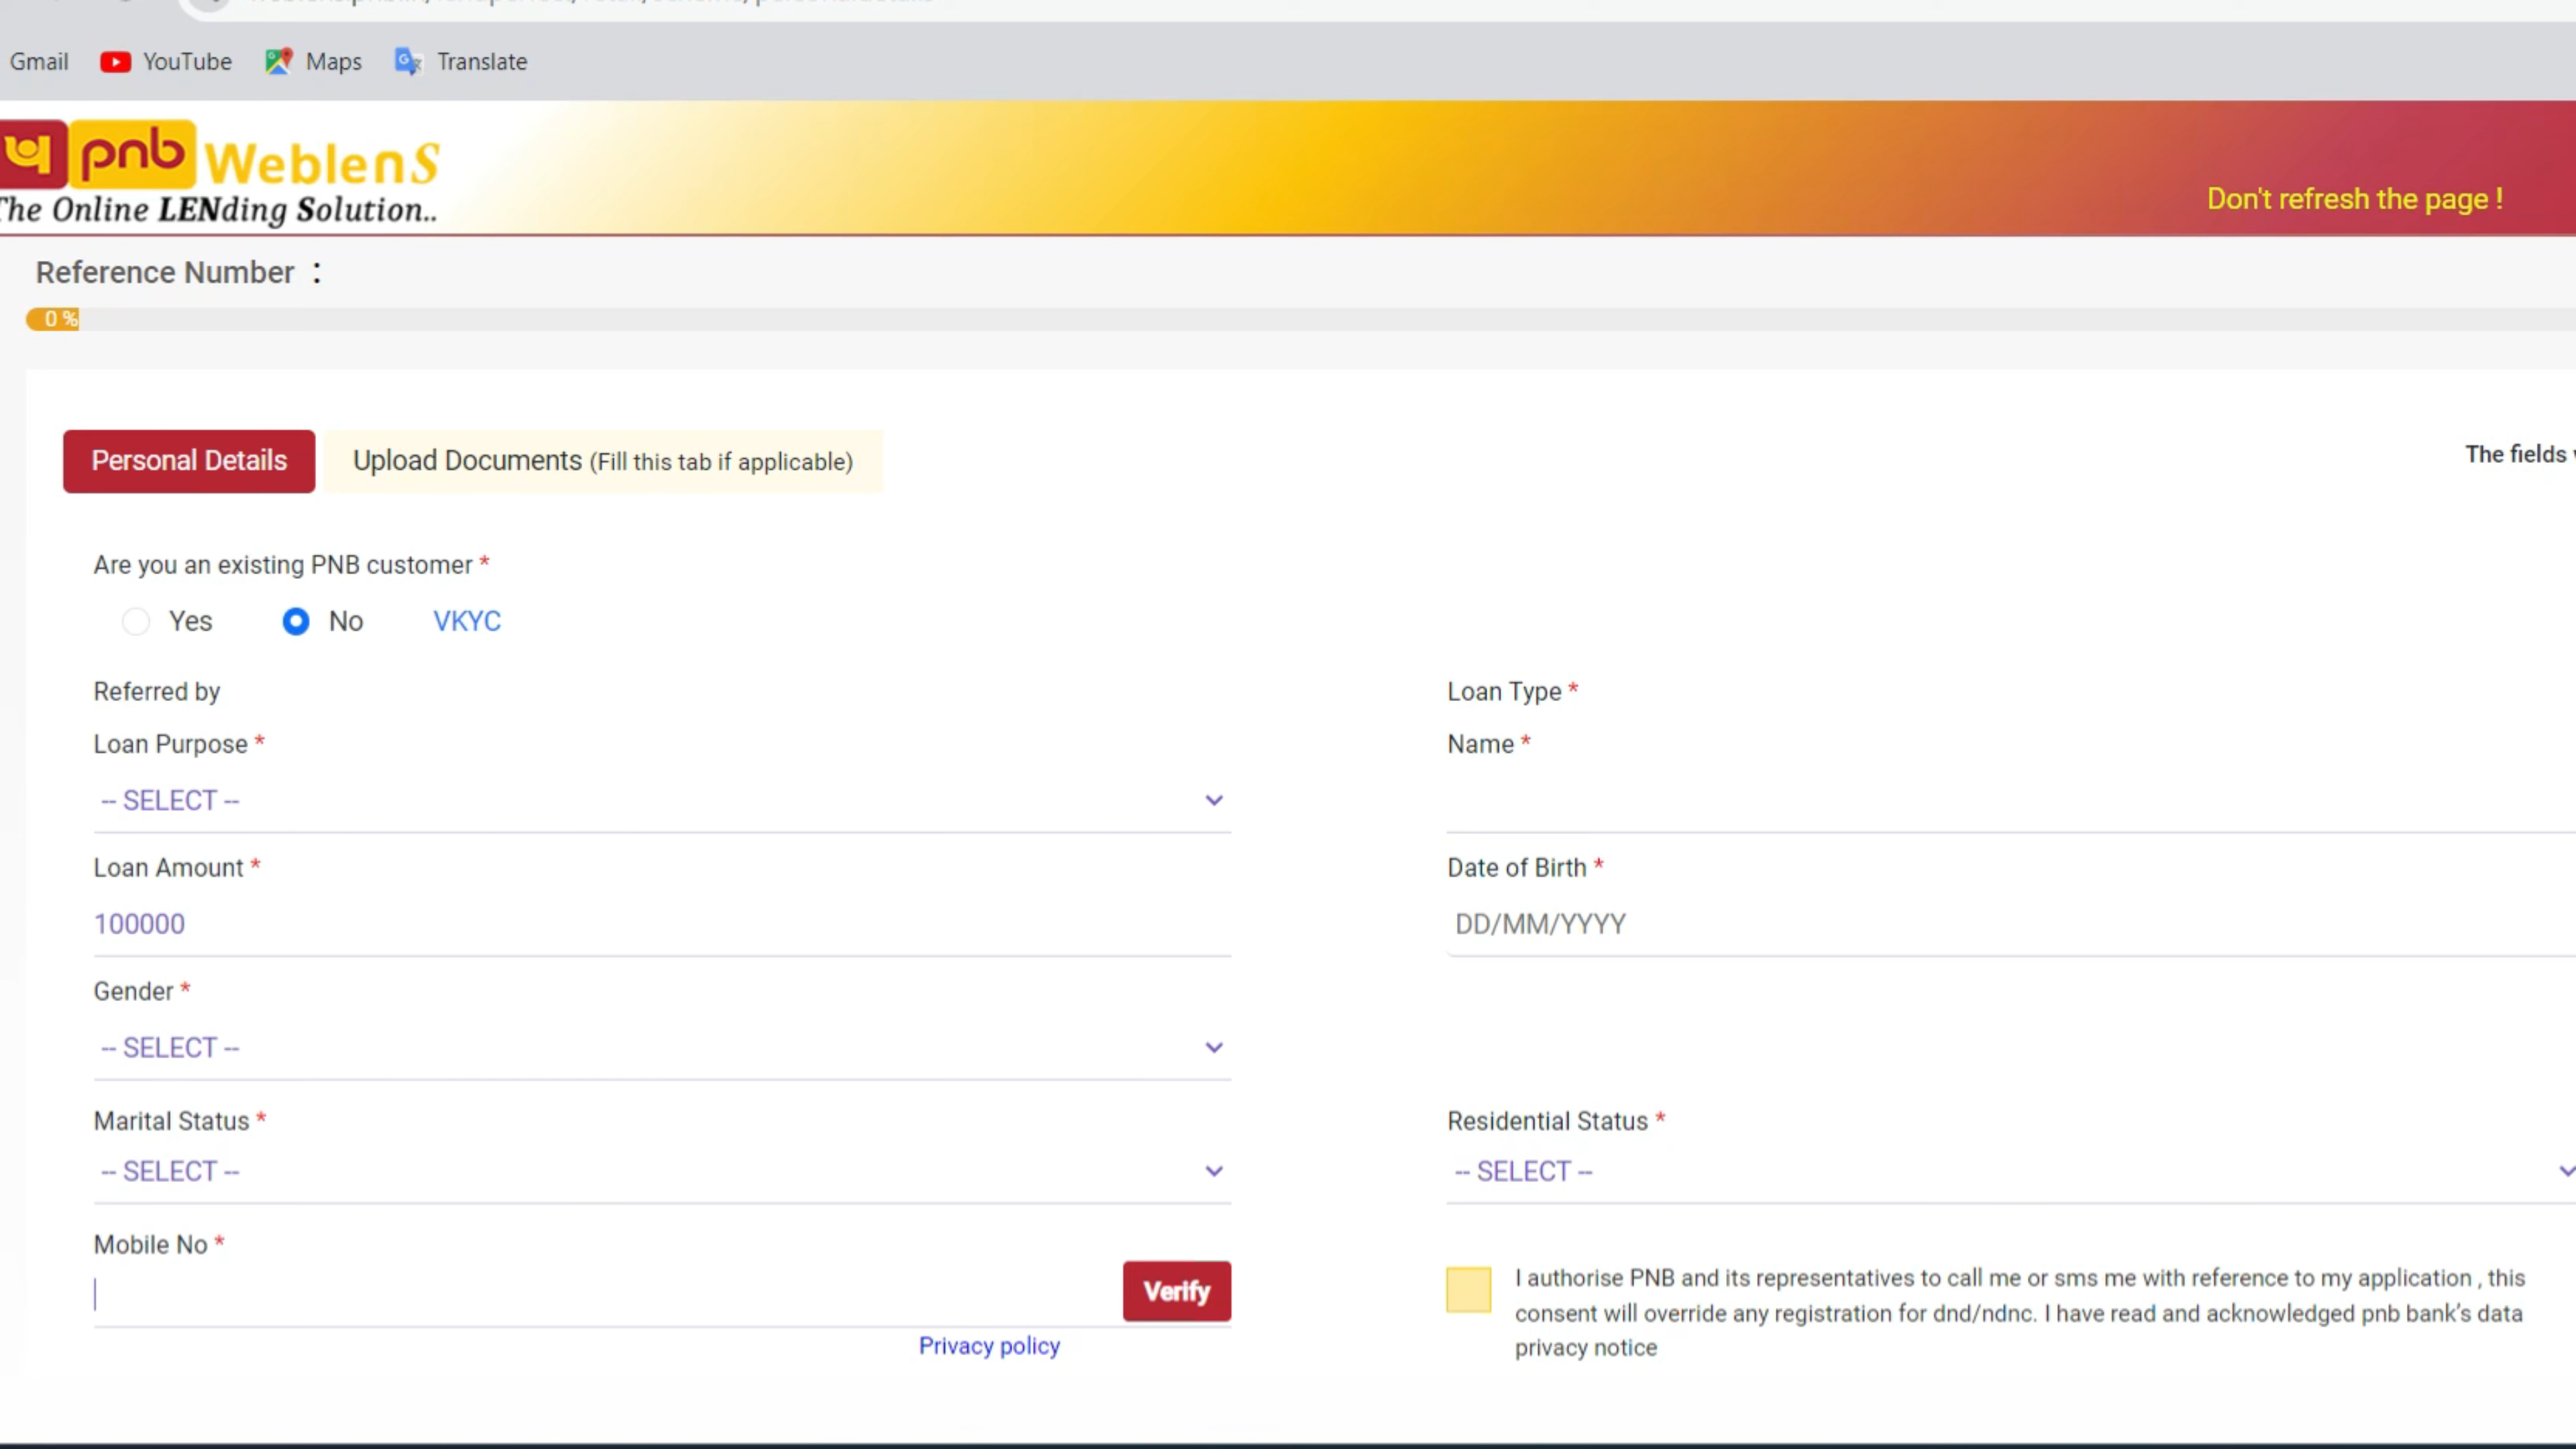 Gmail YouTube Maps Translate
प pnb Weblens
The Online LENding Solution..
Don't refresh the page !
Reference Number :
0 %
Personal Details Upload Documents (Fill this tab if applicable) The fields
Are you an existing PNB customer *
Yes No VKYC
Referred by Loan Type *
Loan Purpose * Name *
-- SELECT --
Loan Amount * Date of Birth *
100000 DD/MM/YYYY
Gender *
-- SELECT --
Marital Status * Residential Status *
-- SELECT -- -- SELECT --
Mobile No *
Verify
Privacy policy
I authorise PNB and its representatives to call me or sms me with reference to my application , this
consent will override any registration for dnd/ndnc. I have read and acknowledged pnb bank's data
privacy notice